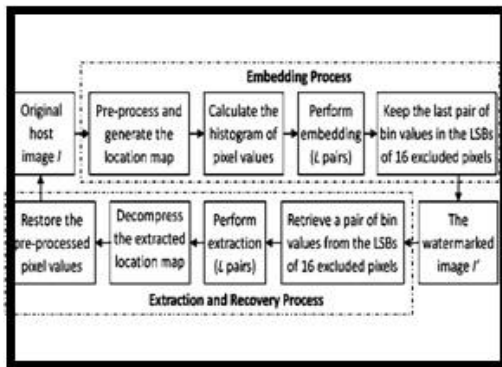 Embedding Process
Original
host
image I
Pre-process and
generate the
location map
Calculate the
histogram of
pixel values
Perform
embedding
(L pairs)
Keep the last pair of
bin values in the LSBs
of 16 excluded pixels
Restore the
pre-processed
pixel values
Decompress
the extracted
location map
Perform
extraction
(L pairs)
Retrieve a pair of bin
values from the LSBs
of 16 excluded pixels
The
watermarked
image I'
Extraction and Recovery Process